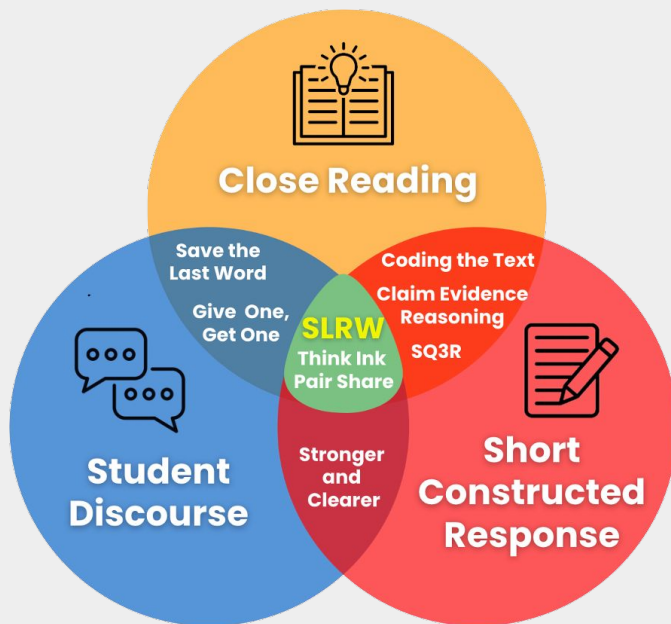 Close Reading
Save the
Last Word
Give One,
Get One
Coding the Text
Claim Evidence
Reasoning
SQ3R
SLRW
Think Ink
Pair Share
Student
Discourse
Stronger
and
Clearer
Short
Constructed
Response